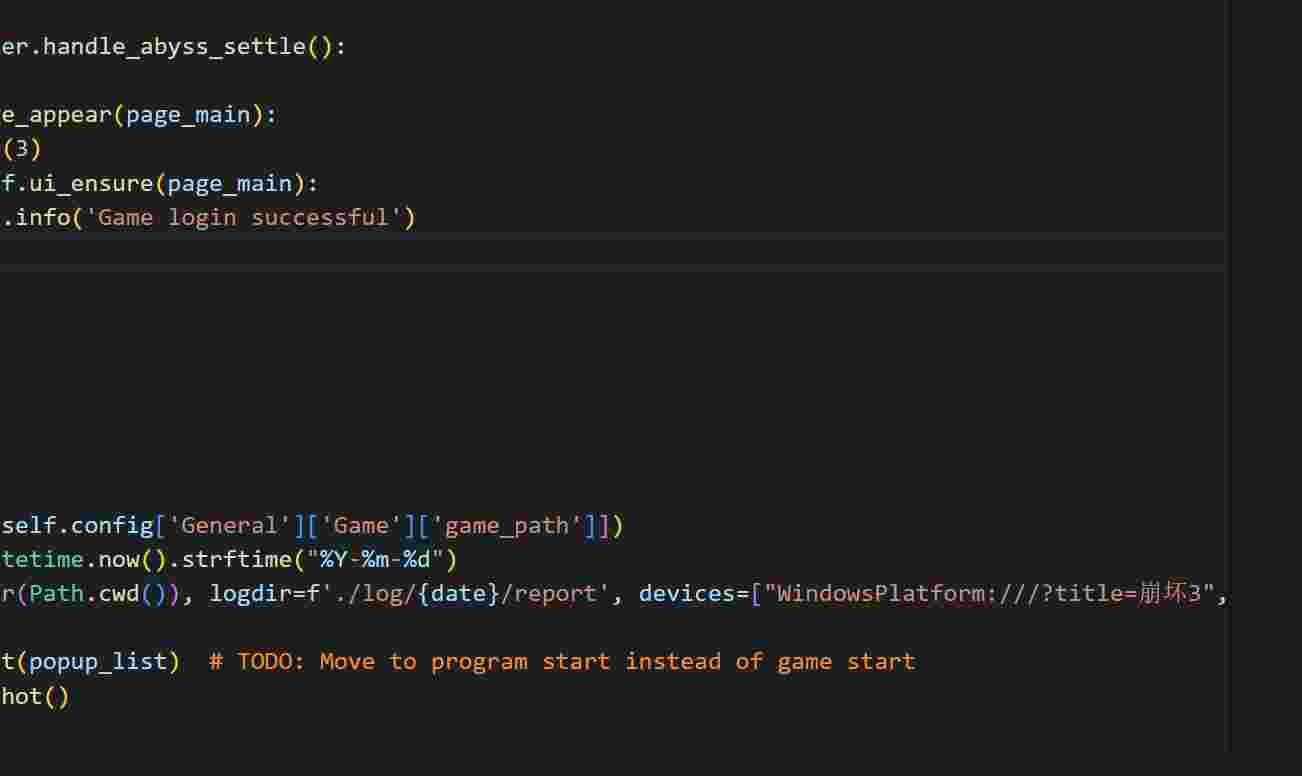 er.handle_abyss_settle():
e_appear(page_main):
(3)
f.ui_ensure(page_main):
.info('Game login successful')
self.config['General']['Game']['game_path']])
tetime.now().strftime("%Y-%m-%d")
r(Path.cwd()), logdir=f'./log/{date}/report', devices=["WindowsPlatform:///?title=崩坏3",
t(popup_list)  # TODO: Move to program start instead of game start
hot()